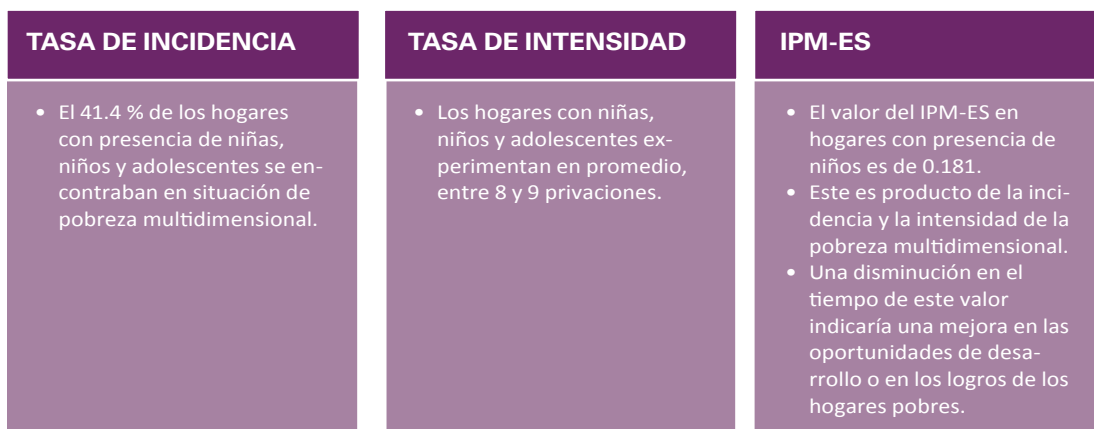 TASA DE INCIDENCIA
• El 41.4 % de los hogares
con presencia de niñas,
niños y adolescentes se en-
contraban en situación de
pobreza multidimensional.
TASA DE INTENSIDAD
• Los hogares con niñas,
niños y adolescentes ex-
perimentan en promedio,
entre 8 y 9 privaciones.
IPM-ES
• El valor del IPM-ES en
hogares con presencia de
niños es de 0.181.
• Este es producto de la inci-
dencia y la intensidad de la
pobreza multidimensional.
• Una disminución en el
tiempo de este valor
indicaría una mejora en las
oportunidades de desa-
rrollo o en los logros de los
hogares pobres.